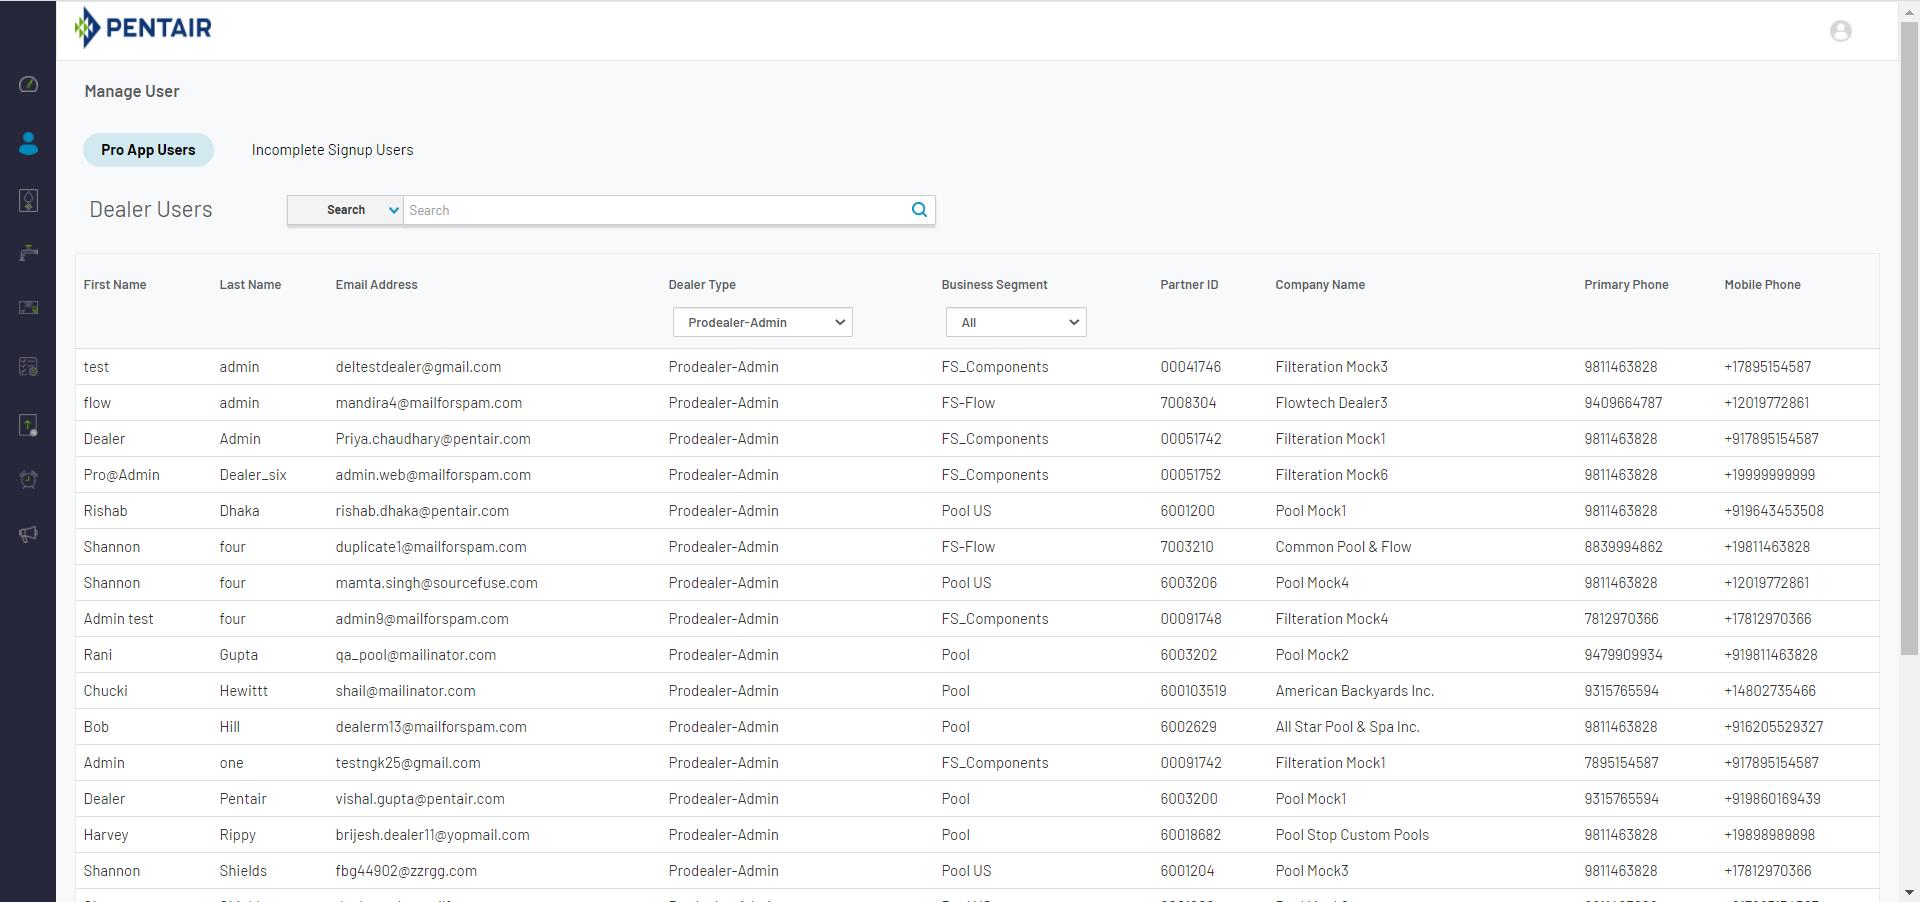 PENTAIR
Manage User
Pro App Users Incomplete Signup Users
Dealer Users Search Search
First Name Last Name Email Address Dealer Type Business Segment Partner ID Company Name Primary Phone Mobile Phone
Prodealer-Admin All
test admin deltestdealer@gmail.com Prodealer-Admin FS_Components 00041746 Filteration Mock3 9811463828 +17895154587
flow admin mandira4@mailforspam.com Prodealer-Admin FS-Flow 7008304 Flowtech Dealer3 9409664787 +12019772861
Dealer Admin Priya.chaudhary@pentair.com Prodealer-Admin FS_Components 00051742 Filteration Mock1 9811463828 +917895154587
Pro@Admin Dealer_six admin.web@mailforspam.com Prodealer-Admin FS_Components 00051752 Filteration Mock6 9811463828 +19999999999
Rishab Dhaka rishab.dhaka@pentair.com Prodealer-Admin Pool US 6001200 Pool Mock1 9811463828 +919643453508
Shannon four duplicate1@mailforspam.com Prodealer-Admin FS-Flow 7003210 Common Pool & Flow 8839994862 +19811463828
Shannon four mamta.singh@sourcefuse.com Prodealer-Admin Pool US 6003206 Pool Mock4 9811463828 +12019772861
Admin test four admin9@mailforspam.com Prodealer-Admin FS_Components 00091748 Filteration Mock4 7812970366 +17812970366
Rani Gupta qa_pool@mailinator.com Prodealer-Admin Pool 6003202 Pool Mock2 9479909934 +919811463828
Chucki Hewittt shail@mailinator.com Prodealer-Admin Pool 600103519 American Backyards Inc. 9315765594 +14802735466
Bob Hill dealerm13@mailforspam.com Prodealer-Admin Pool 6002629 All Star Pool & Spa Inc. 9811463828 +916205529327
Admin one testngk25@gmail.com Prodealer-Admin FS_Components 00091742 Filteration Mock1 7895154587 +917895154587
Dealer Pentair vishal.gupta@pentair.com Prodealer-Admin Pool 6003200 Pool Mock1 9315765594 +919860169439
Harvey Rippy brijesh.dealer11@yopmail.com Prodealer-Admin Pool 60018682 Pool Stop Custom Pools 9811463828 +19898989898
Shannon Shields fbg44902@zzrgg.com Prodealer-Admin Pool US 6001204 Pool Mock3 9811463828 +17812970366